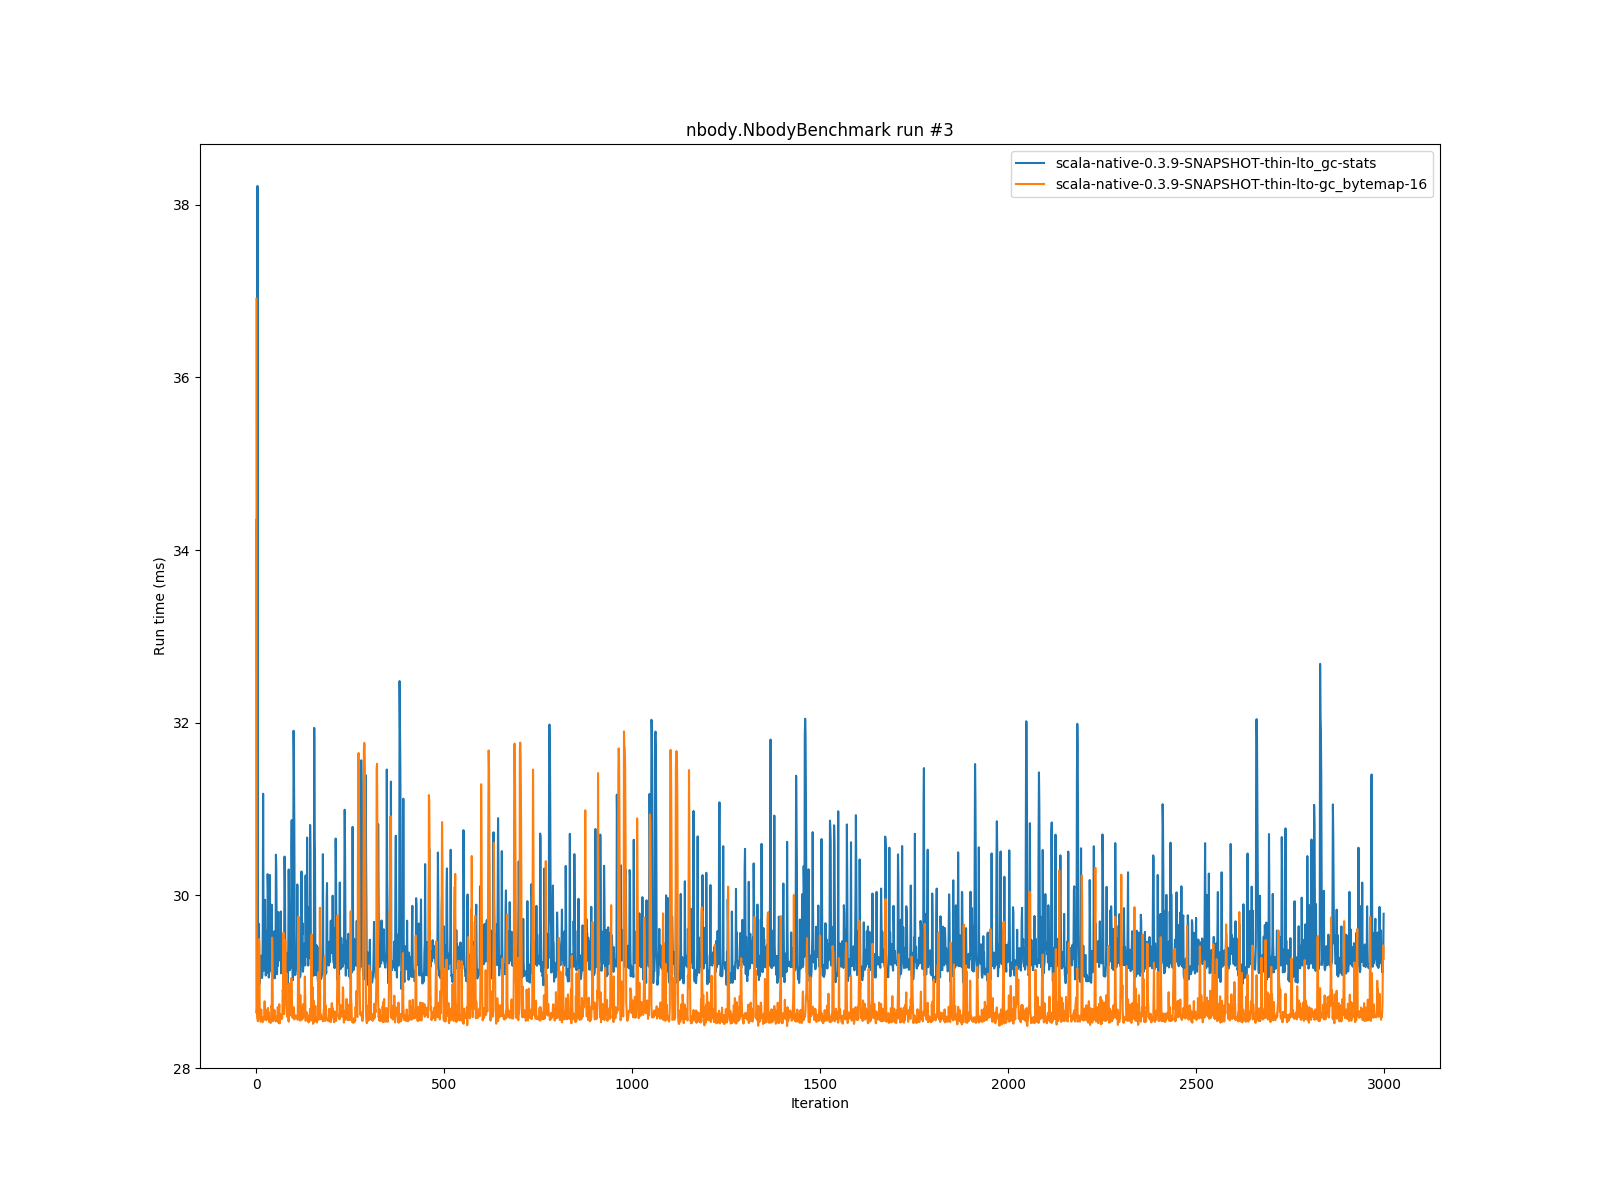 nbody.NbodyBenchmark run #3
scala-native-0.3.9-SNAPSHOT-thin-lto_gc-stats
scala-native-0.3.9-SNAPSHOT-thin-lto-gc_bytemap-16
38
36
34
32
30
28
Run time (ms)
0
500
1000
1500
2000
2500
3000
Iteration